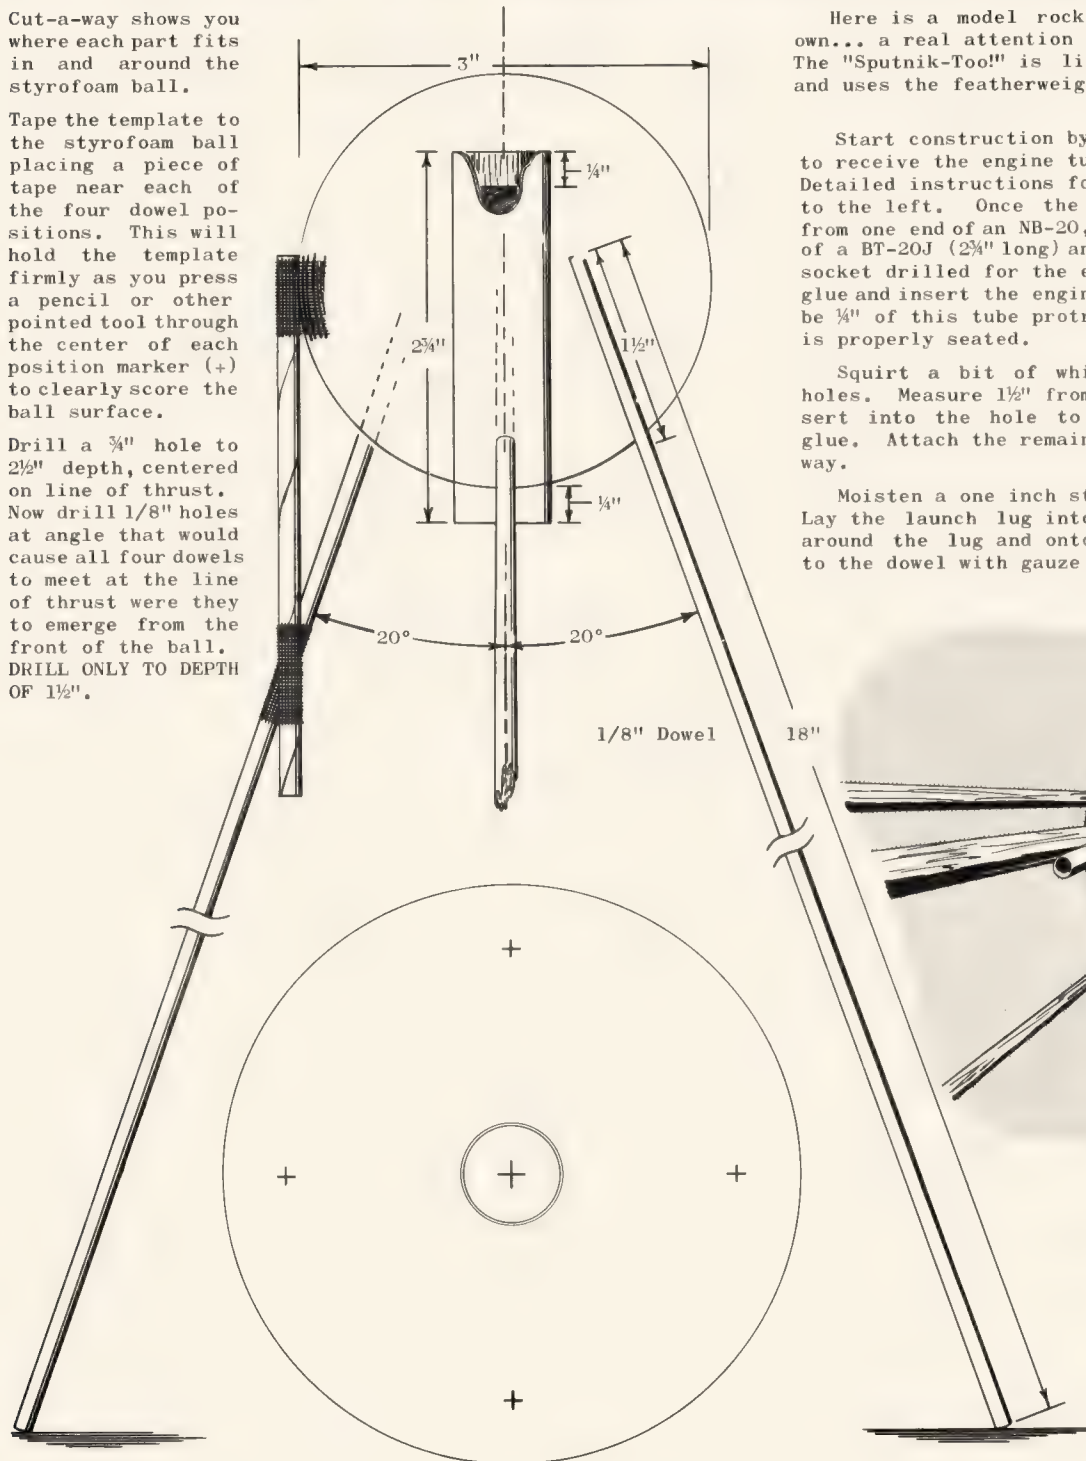 Cut-a-way shows you
where each part fits
in and around the
styrofoam ball.
Tape the template to
the styrofoam ball
placing a piece of
tape near each of
the four dowel po-
sitions. This will
hold the template
firmly as you press
a pencil or other
pointed tool through
the center of each
position marker (+)
to clearly score the
ball surface.
Drill a ¾" hole to
2½" depth, centered
on line of thrust.
Now drill 1/8" holes
at angle that would
cause all four dowels
to meet at the line
of thrust were they
to emerge from the
front of the ball.
DRILL ONLY TO DEPTH
OF 1½".
3"
¼"
2¾"
1½"
¼"
20°
20°
1/8" Dowel
18"
Here is a model rock
own... a real attention
The "Sputnik-Too!" is li
and uses the featherweig
Start construction by
to receive the engine tu
Detailed instructions fo
to the left. Once the
from one end of an NB-20,
of a BT-20J (2¾" long) an
socket drilled for the e
glue and insert the engin
be ¼" of this tube protr
is properly seated.
Squirt a bit of whi
holes. Measure 1½" from
sert into the hole to
glue. Attach the remain
way.
Moisten a one inch st
Lay the launch lug into
around the lug and onto
to the dowel with gauze